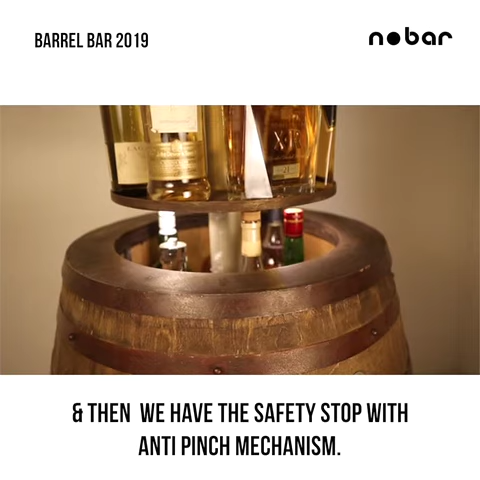 BARREL BAR 2019
nobar
X.R
& THEN WE HAVE THE SAFETY STOP WITH
ANTI PINCH MECHANISM.